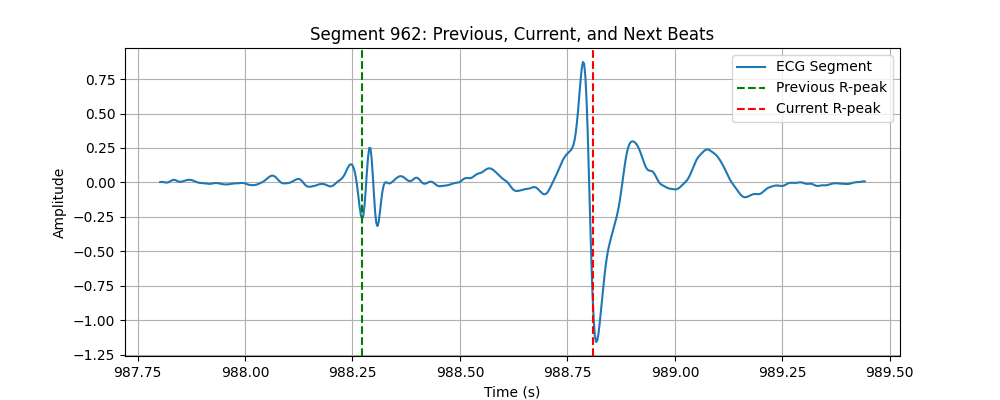 Segment 962: Previous, Current, and Next Beats
ECG Segment
Previous R-peak
Current R-peak
Amplitude
0.75
0.50
0.25
0.00
−0.25
−0.50
−0.75
−1.00
−1.25
987.75 988.00 988.25 988.50 988.75 989.00 989.25 989.50
Time (s)